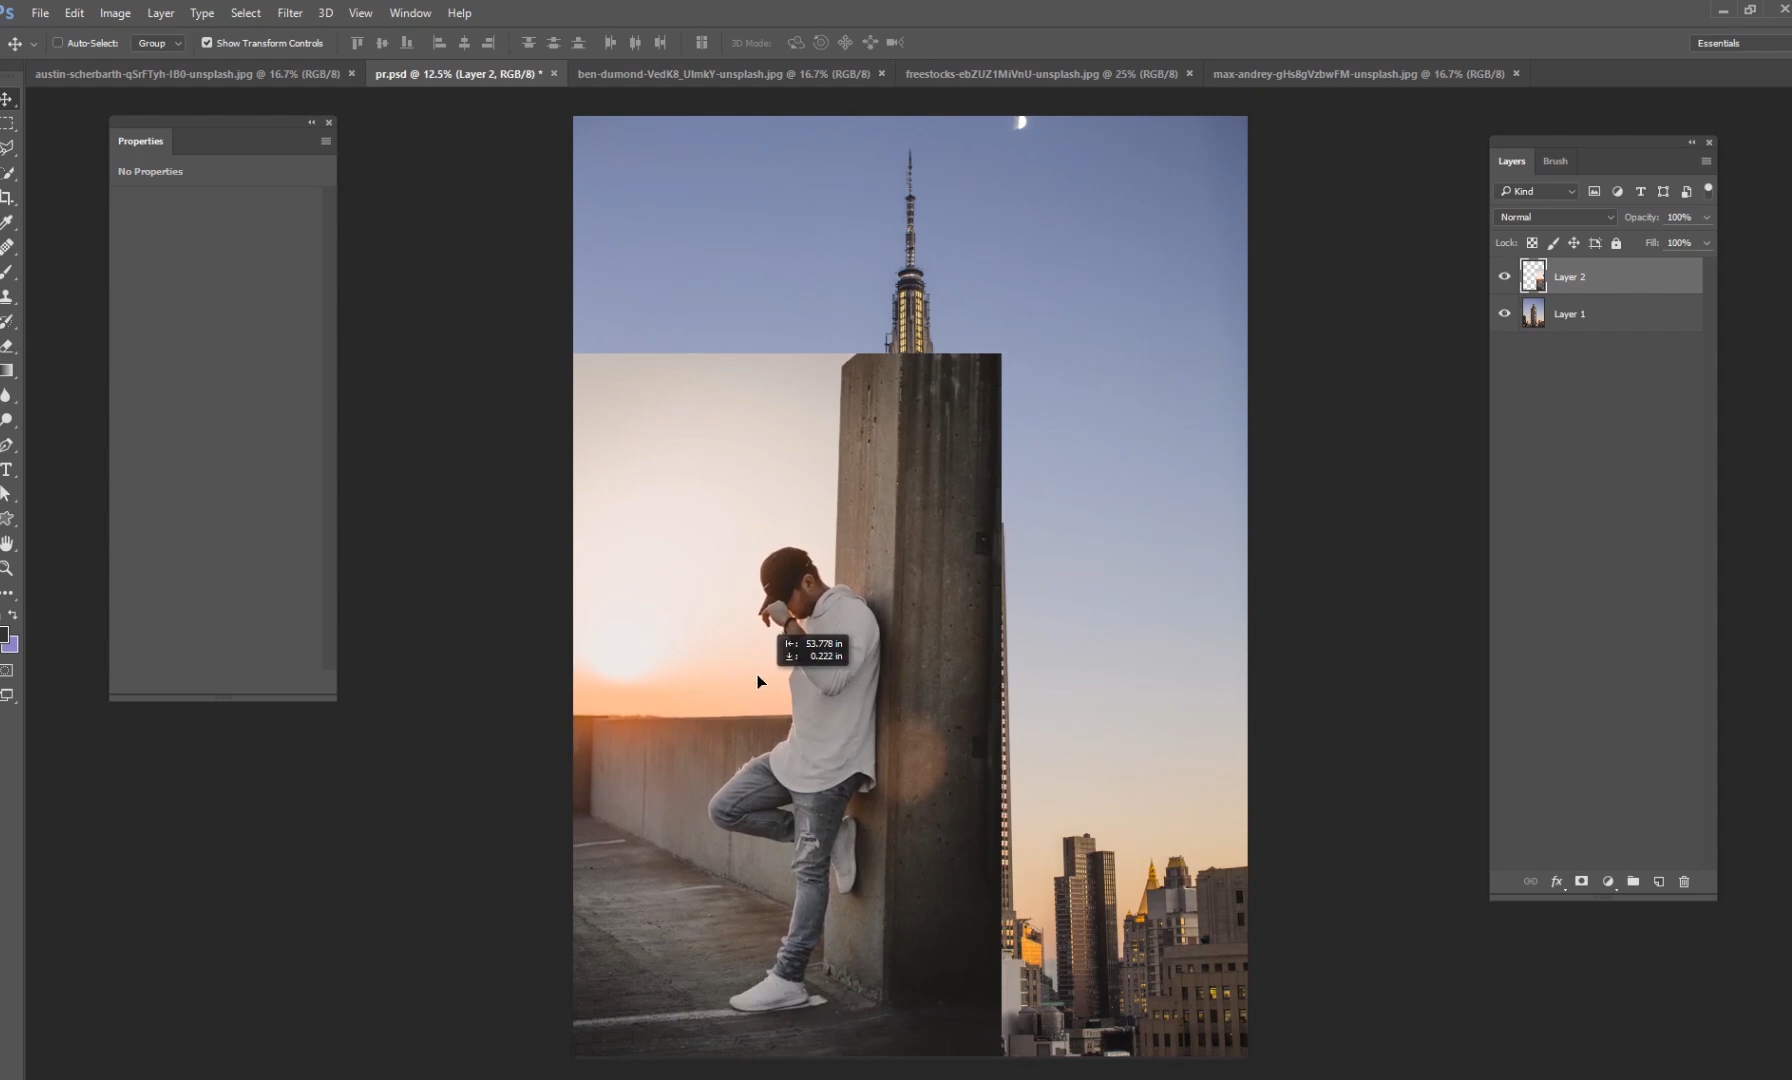 File Edit Image Layer Type Select Filter 3D View Window Help
Auto-Select: Group Show Transform Controls 3D Mode: Essentials
austin-scherbarth-qSrFTyh-IB0-unsplash.jpg @ 16.7% (RGB/8) × pr.psd @ 12.5% (Layer 2, RGB/8) * × ben-dumond-VedK8_UlmkY-unsplash.jpg @ 16.7% (RGB/8) × freestocks-ebZUZ1MiVnU-unsplash.jpg @ 25% (RGB/8) × max-andrey-gHs8gVzbwFM-unsplash.jpg @ 16.7% (RGB/8) ×
Properties
No Properties
53.778 in
0.222 in
Layers Brush
Kind
Normal Opacity: 100%
Lock: Fill: 100%
Layer 2
Layer 1
fx